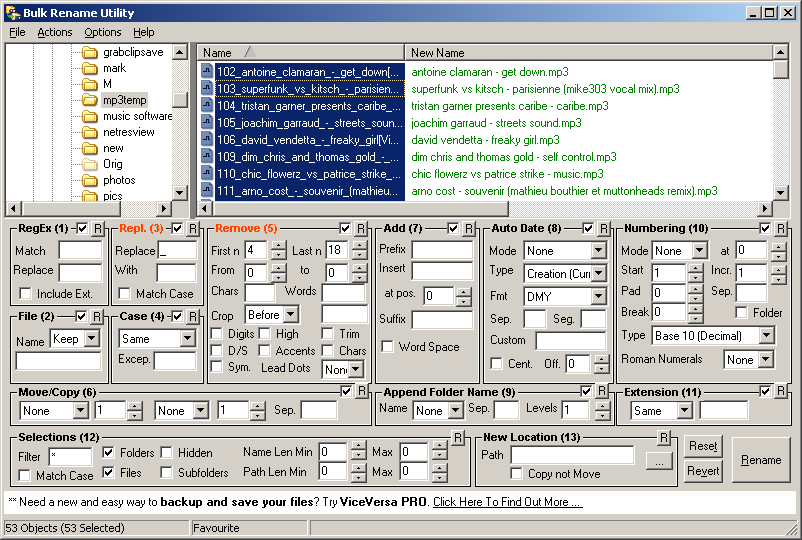 Bulk Rename Utility
File Actions Options Help
grabclipsave
mark
M
mp3temp
music software
netresview
new
Orig
photos
pics
Name New Name
102_antoine_clamaran_-_get_down[... antoine clamaran - get down.mp3
103_superfunk_vs_kitsch_-_parisien... superfunk vs kitsch - parisienne (mike303 vocal mix).mp3
104_tristan_garner_presents_caribe_... tristan garner presents caribe - caribe.mp3
105_joachim_garraud_-_streets_soun... joachim garraud - streets sound.mp3
106_david_vendetta_-_freaky_girl(Vi... david vendetta - freaky girl.mp3
109_dim_chris_and_thomas_gold_-_... dim chris and thomas gold - self control.mp3
110_chic_flowerz_vs_patrice_strike_... chic flowerz vs patrice strike - music.mp3
111_arno_cost_-_souvenir_(mathieu... arno cost - souvenir (mathieu bouthier et muttonheads remix).mp3
RegEx (1) R
Match
Replace
Include Ext.
Repl. (3) R
Replace _
With
Match Case
Remove (5) R
First n 4 Last n 18
From 0 to 0
Chars Words
Crop Before
Digits High Trim
D/S Accents Chars
Sym. Lead Dots Non
Add (7) R
Prefix
Insert
at pos. 0
Suffix
Word Space
Auto Date (8) R
Mode None
Type Creation (Curr
Fmt DMY
Sep. Seg.
Custom
Cent. Off. 0
Numbering (10) R
Mode None at 0
Start 1 Incr. 1
Pad 0 Sep.
Break 0 Folder
Type Base 10 (Decimal)
Roman Numerals None
File (2) R
Name Keep
Case (4) R
Same
Excep.
Move/Copy (6) R
None 1 None 1 Sep.
Append Folder Name (9) R
Name None Sep. Levels 1
Extension (11) R
Same
Selections (12) R
Filter * Folders Hidden Name Len Min 0 Max 0
Match Case Files Subfolders Path Len Min 0 Max 0
New Location (13) R
Path ...
Copy not Move
Reset
Revert
Rename
** Need a new and easy way to backup and save your files? Try ViceVersa PRO. Click Here To Find Out More ...
53 Objects (53 Selected) Favourite